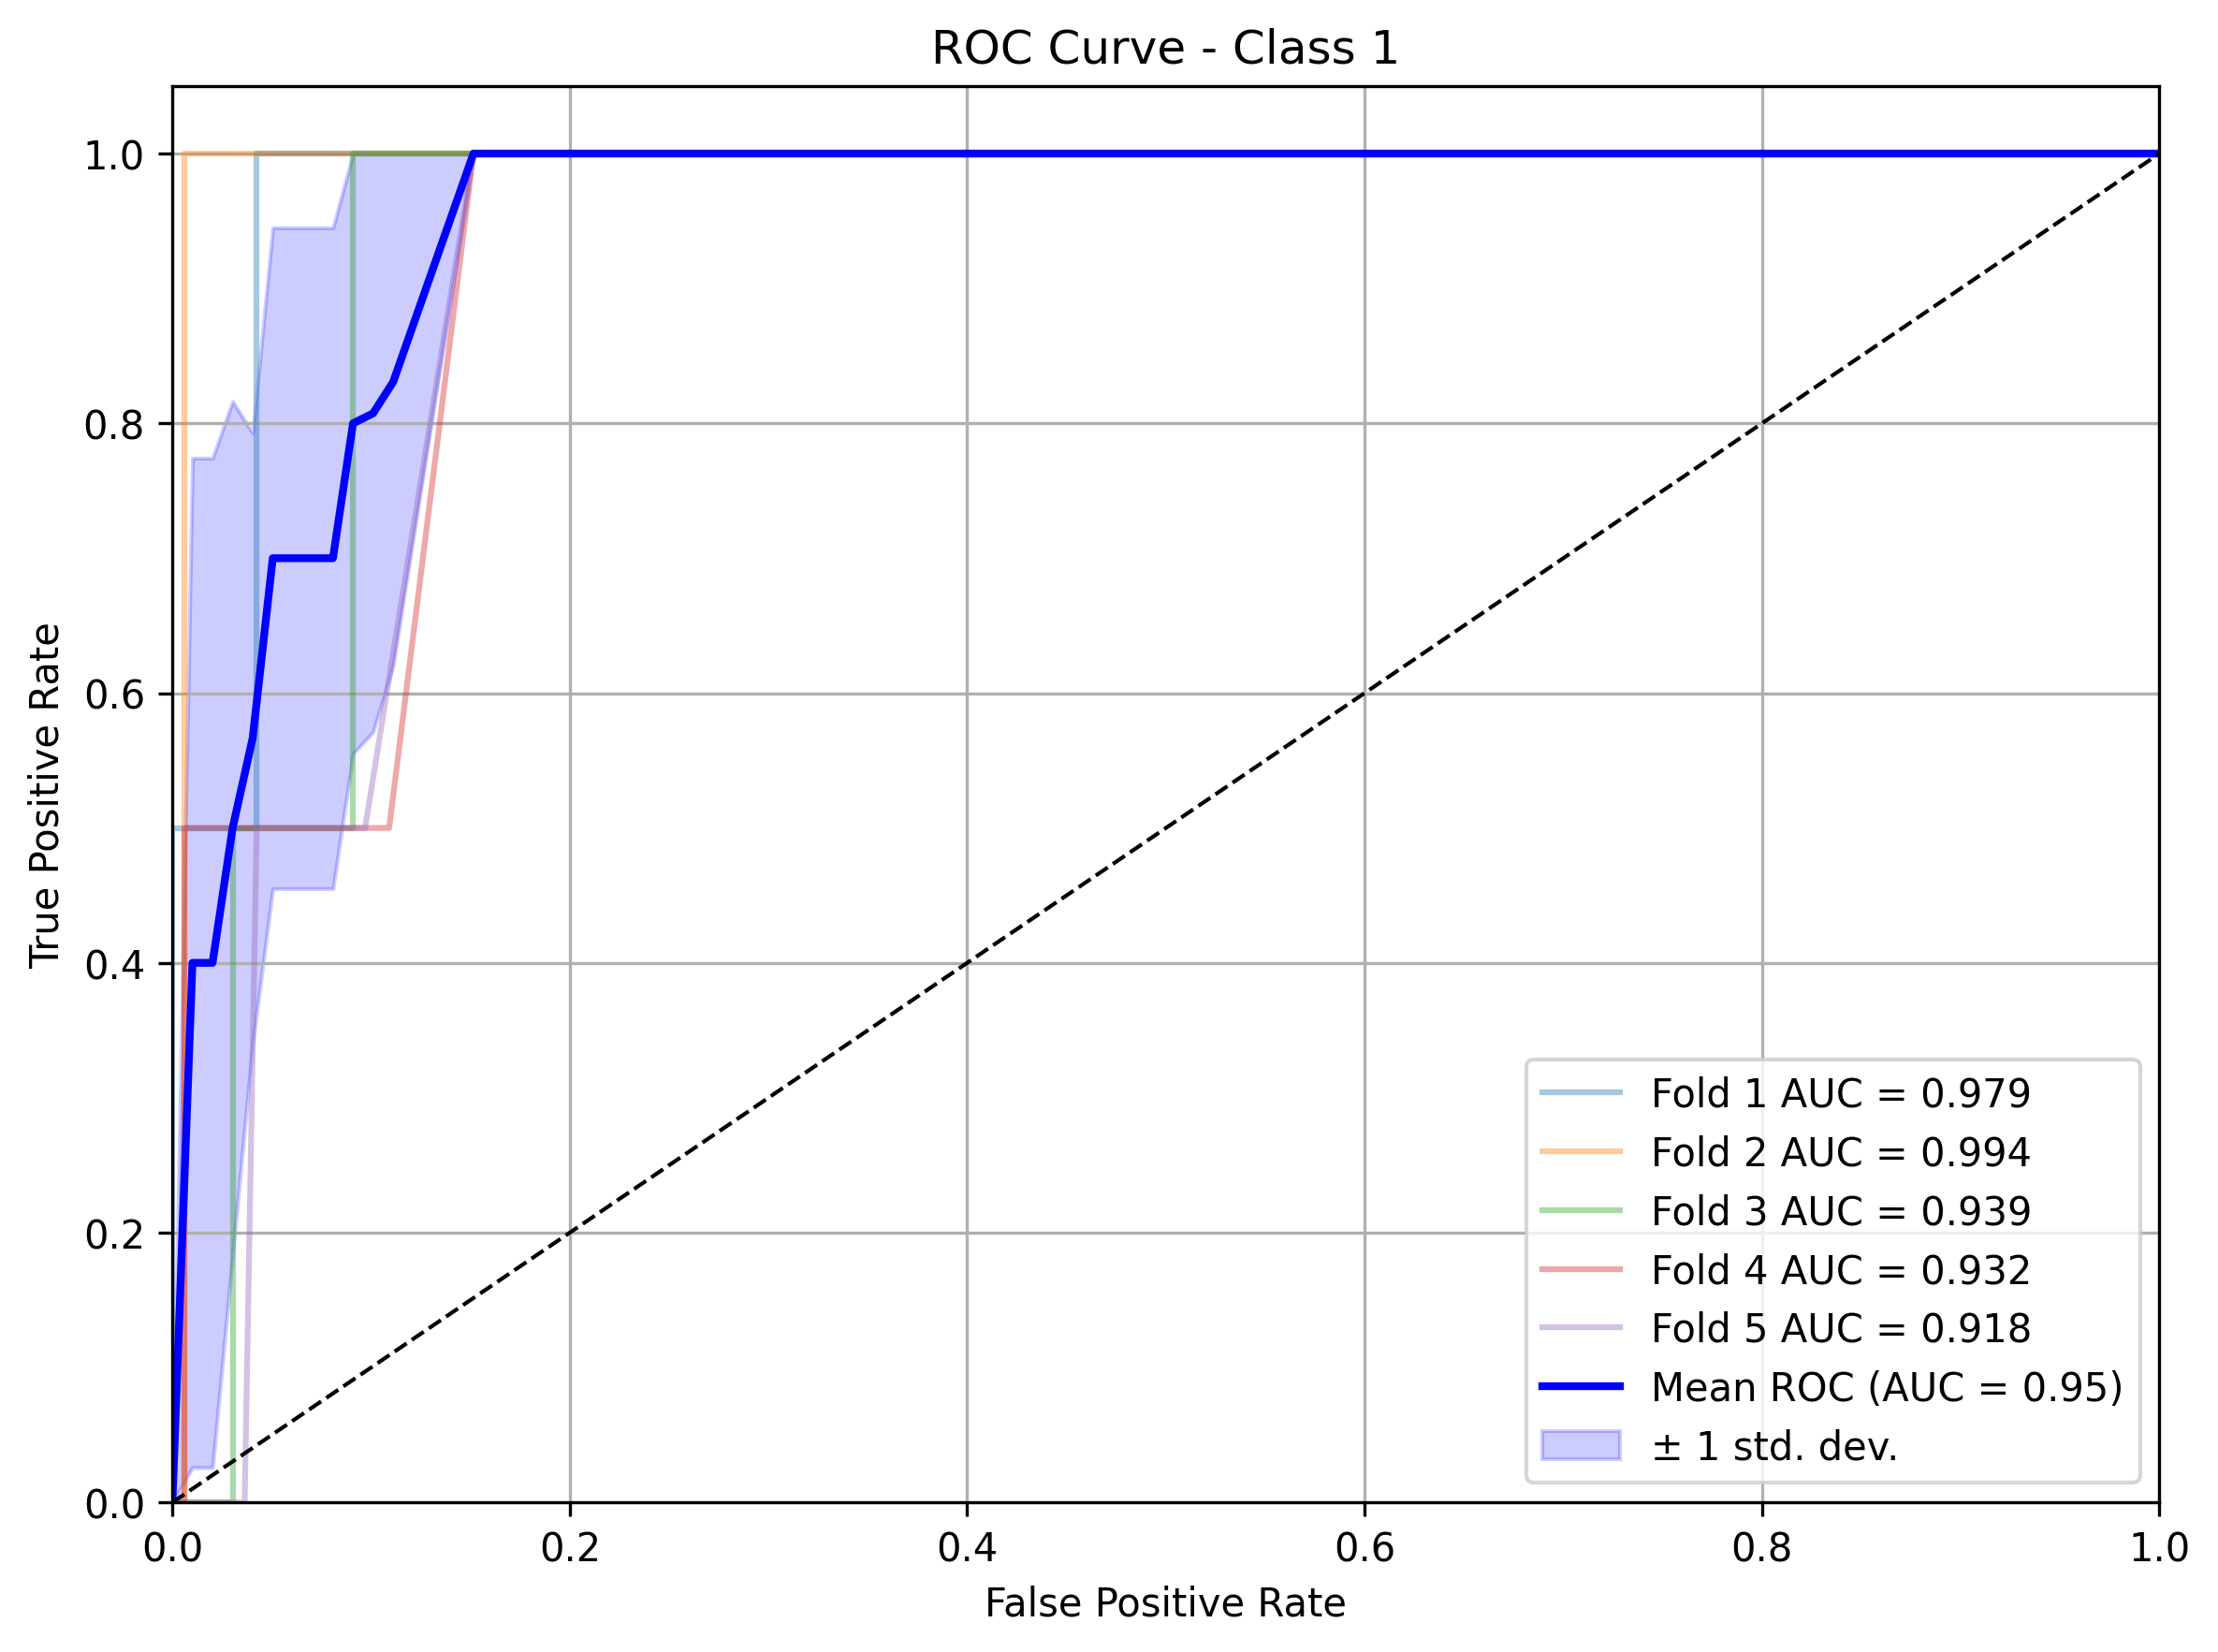 ROC Curve - Class 1
True Positive Rate
1.0
0.8
0.6
0.4
0.2
0.0
0.0 0.2 0.4 0.6 0.8 1.0
False Positive Rate
Fold 1 AUC = 0.979
Fold 2 AUC = 0.994
Fold 3 AUC = 0.939
Fold 4 AUC = 0.932
Fold 5 AUC = 0.918
Mean ROC (AUC = 0.95)
± 1 std. dev.